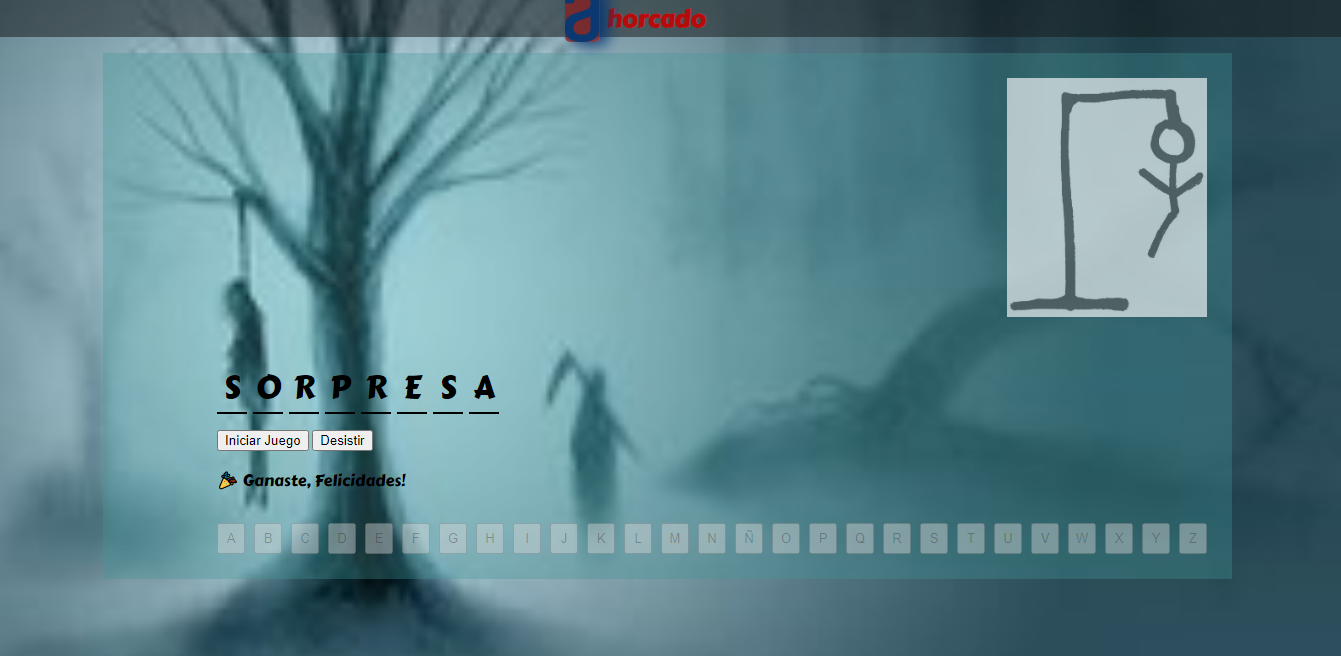 ahorcado
S O R P R E S A
Iniciar Juego Desistir
🎉 Ganaste, Felicidades!
A B C D E F G H I J K L M N Ñ O P Q R S T U V W X Y Z